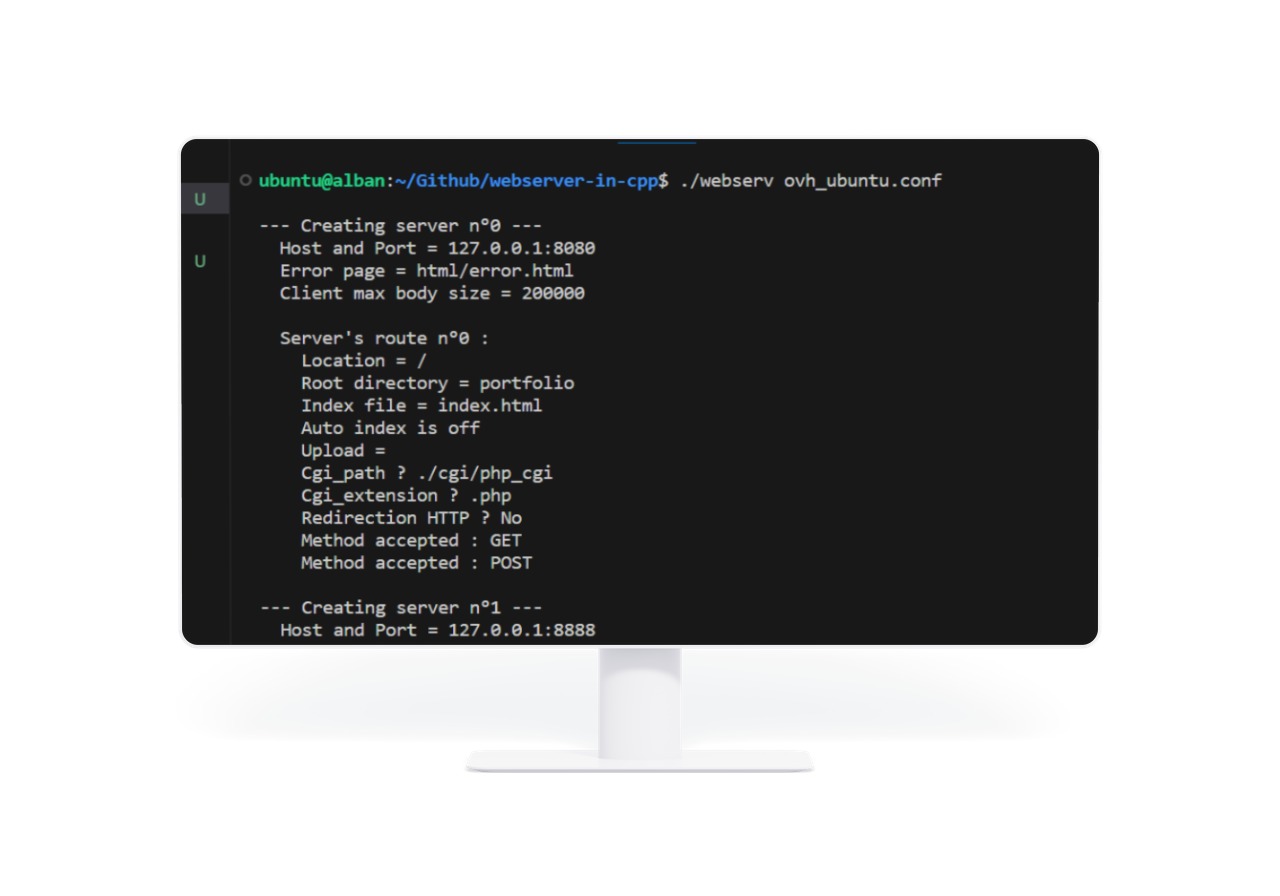 ubuntu@alban:~/Github/webserver-in-cpp$ ./webserv ovh_ubuntu.conf
U
--- Creating server n°0 ---
Host and Port = 127.0.0.1:8080
U
Error page = html/error.html
Client max body size = 200000
Server's route n°0 :
Location = /
Root directory = portfolio
Index file = index.html
Auto index is off
Upload =
Cgi_path ? ./cgi/php_cgi
Cgi_extension ? .php
Redirection HTTP ? No
Method accepted : GET
Method accepted : POST
--- Creating server n°1 ---
Host and Port = 127.0.0.1:8888